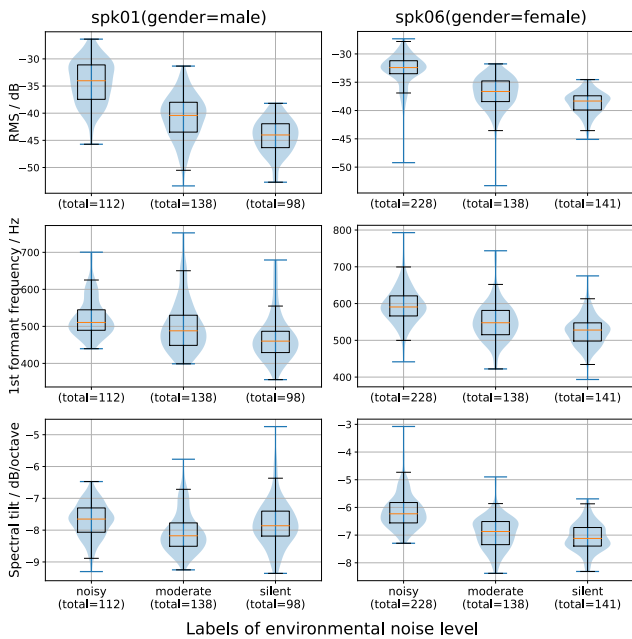 spk01(gender=male)
spk06(gender=female)
RMS / dB
−30
−35
−40
−45
−50
(total=112) (total=138) (total=98)
−30
−35
−40
−45
−50
(total=228) (total=138) (total=141)
1st formant frequency / Hz
700
600
500
400
(total=112) (total=138) (total=98)
800
700
600
500
400
(total=228) (total=138) (total=141)
Spectral tilt / dB/octave
−5
−6
−7
−8
−9
noisy moderate silent
(total=112) (total=138) (total=98)
−3
−4
−5
−6
−7
−8
noisy moderate silent
(total=228) (total=138) (total=141)
Labels of environmental noise level